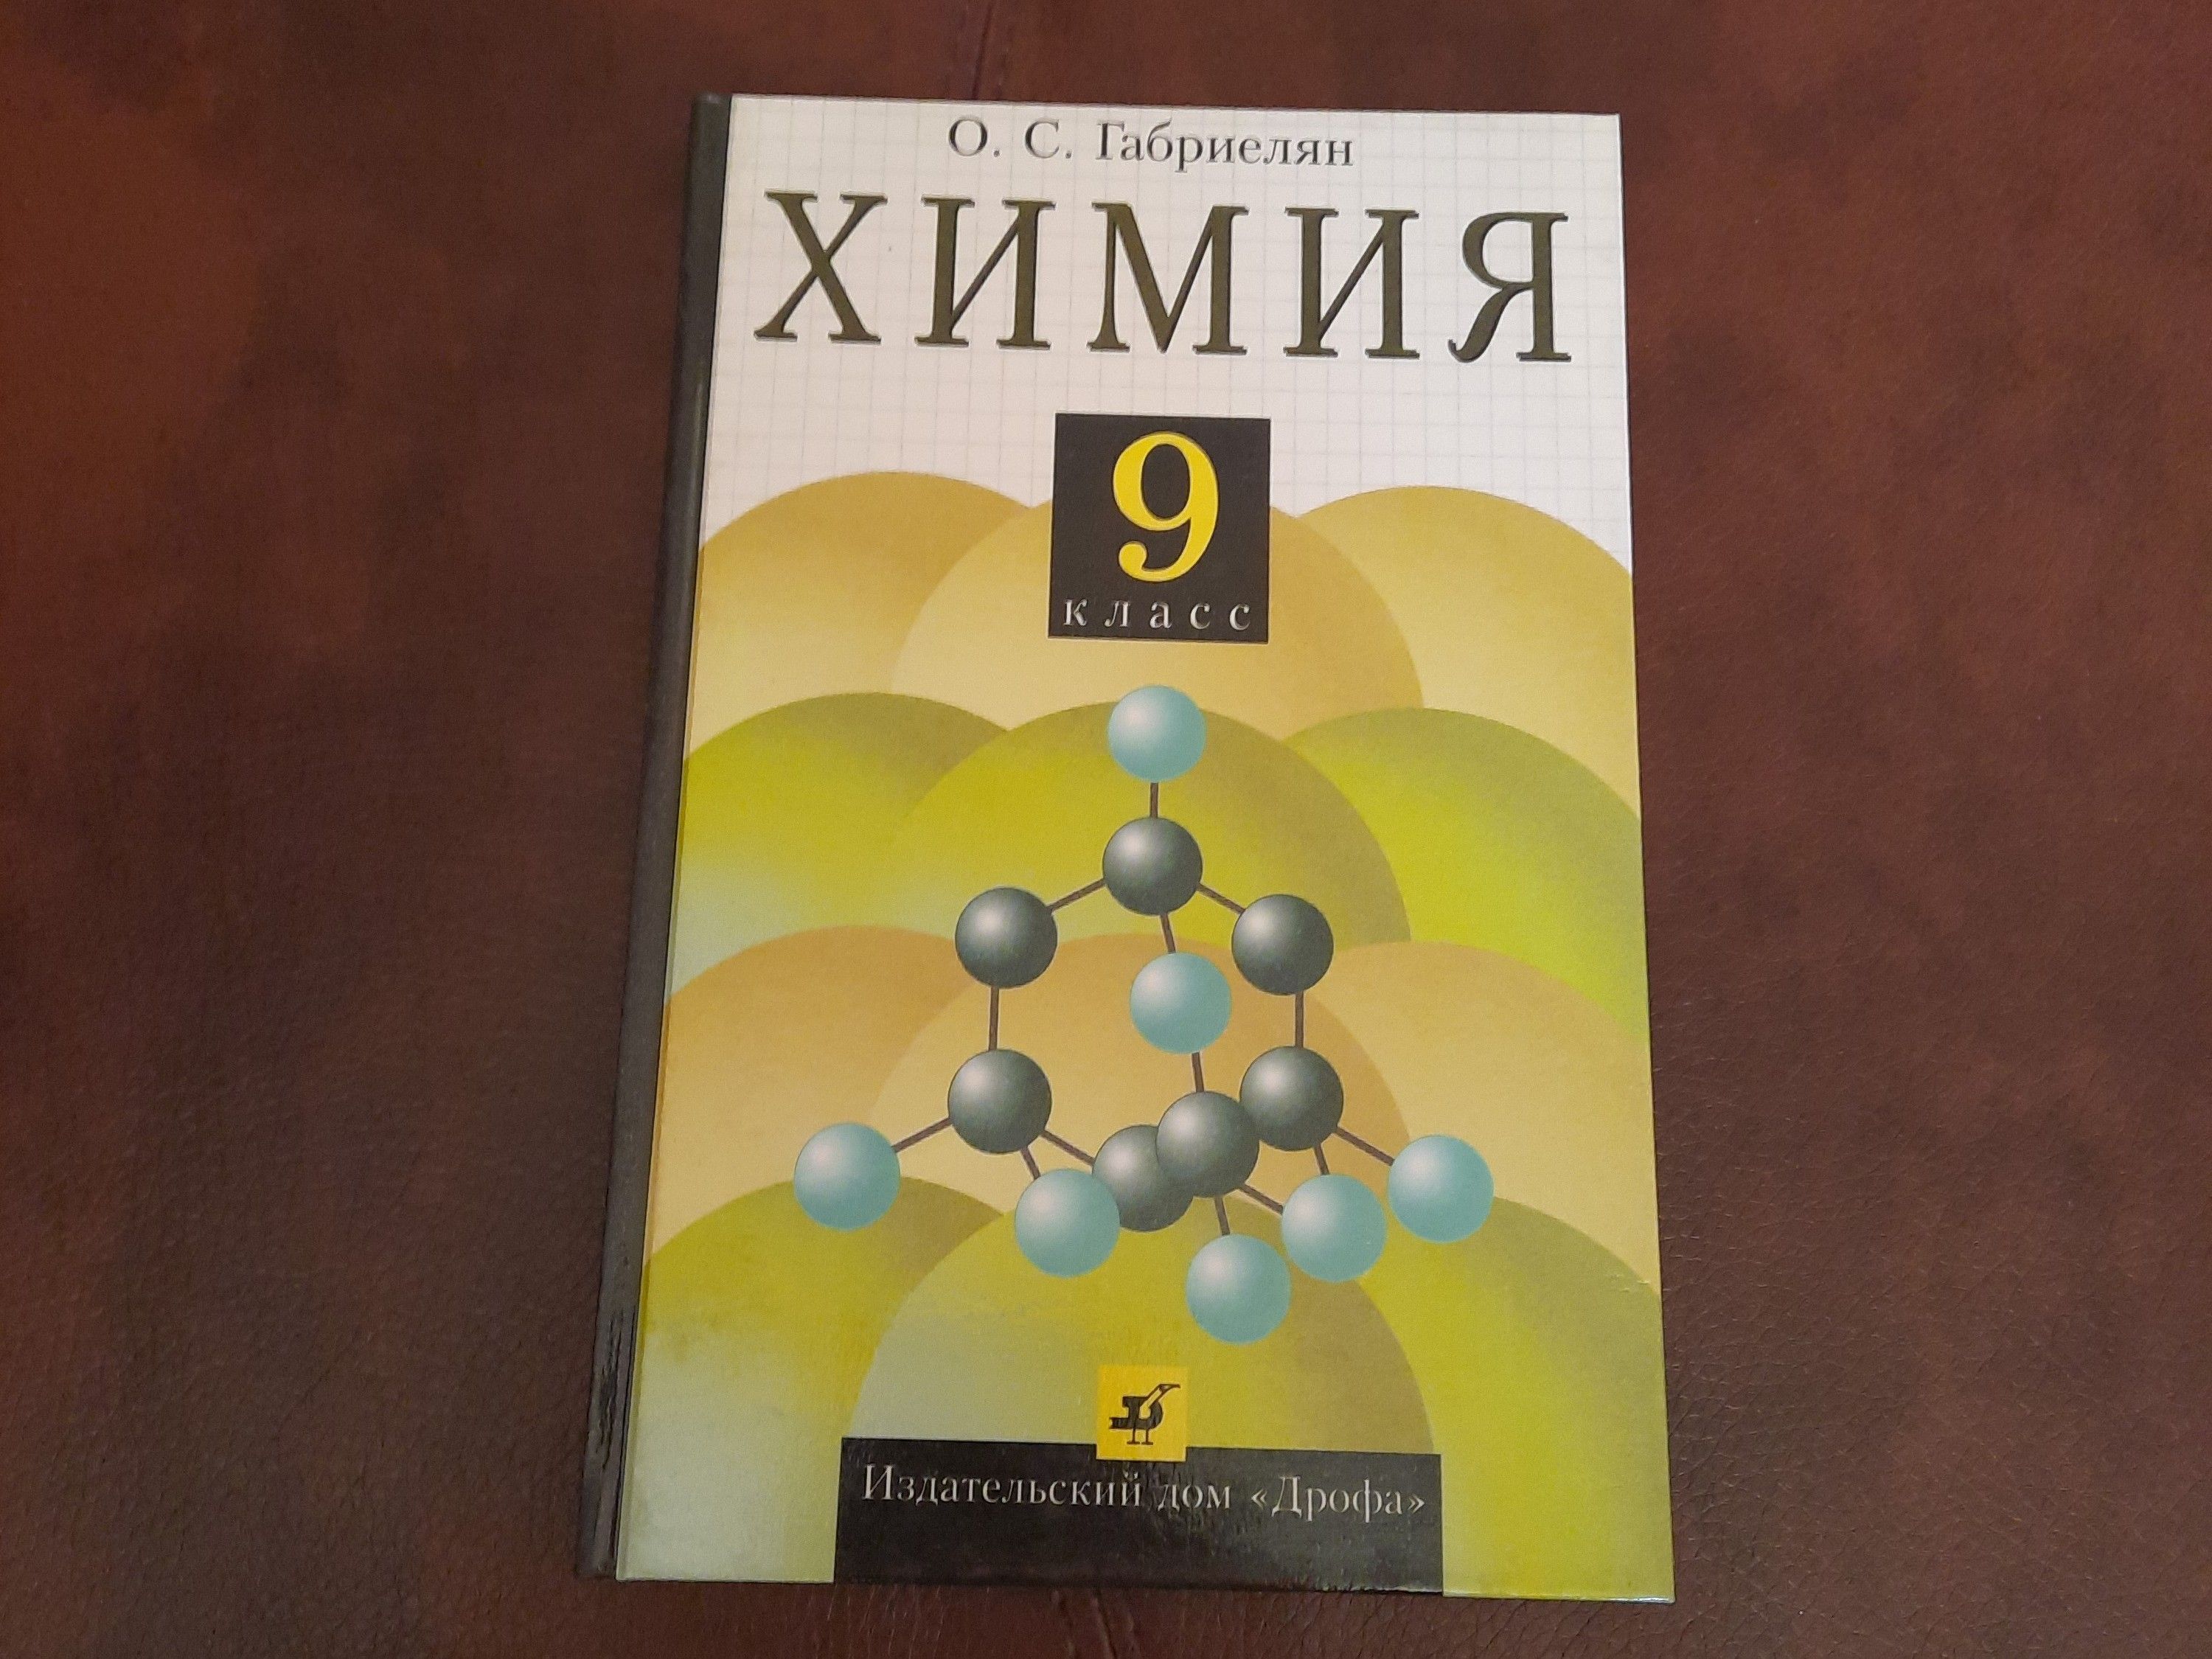 О. С. Габриелян
ХИМИЯ
9
класс
Издательский дом «Дрофа»